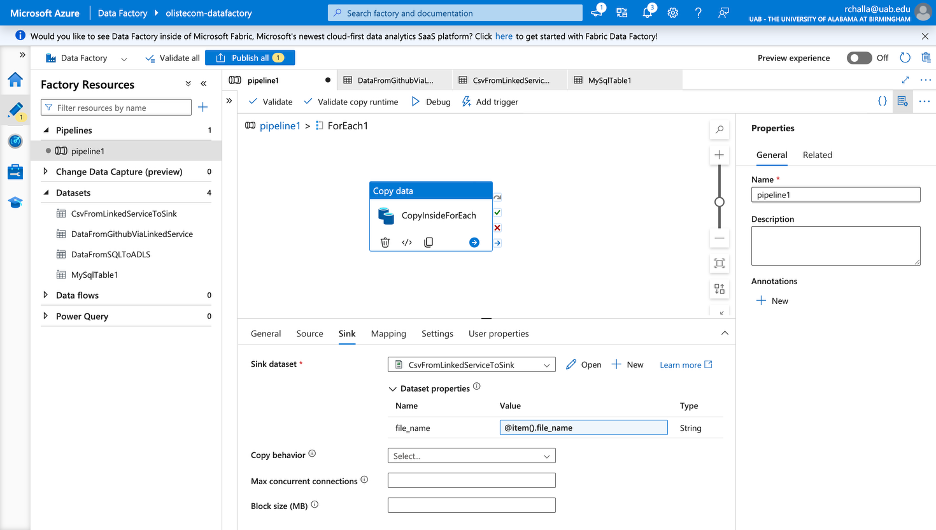 Microsoft Azure Data Factory olistecom-datafactory Search factory and documentation 1 3 rchalla@uab.edu
UAB - THE UNIVERSITY OF ALABAMA AT BIRMINGHAM
Would you like to see Data Factory inside of Microsoft Fabric, Microsoft's newest cloud-first data analytics SaaS platform? Click here to get started with Fabric Data Factory!
Data Factory Validate all Publish all 1 Preview experience Off
Factory Resources
Filter resources by name
1
Pipelines 1
pipeline1
Change Data Capture (preview) 0
Datasets 4
CsvFromLinkedServiceToSink
DataFromGithubViaLinkedService
DataFromSQLToADLS
MySqlTable1
Data flows 0
Power Query 0
pipeline1 DataFromGithubViaL... CsvFromLinkedServic... MySqlTable1
Validate Validate copy runtime Debug Add trigger
pipeline1 > ForEach1
Copy data
CopyInsideForEach
General Source Sink Mapping Settings User properties
Sink dataset * CsvFromLinkedServiceToSink Open New Learn more
Dataset properties
Name Value Type
file_name @item().file_name String
Copy behavior Select...
Max concurrent connections
Block size (MB)
Properties
General Related
Name *
pipeline1
Description
Annotations
New